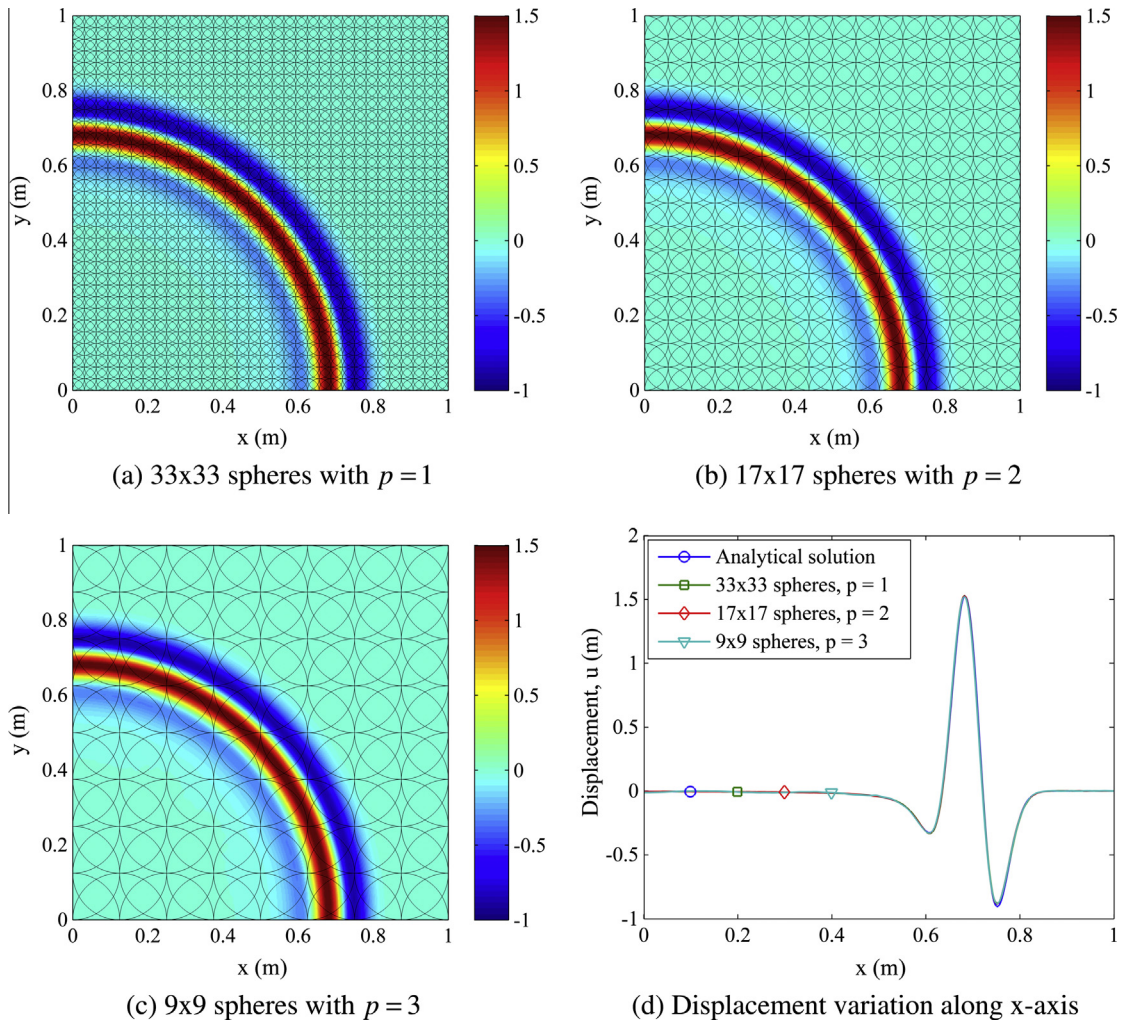 1
0.8
0.6
0.4
0.2
0
y (m)
0 0.2 0.4 0.6 0.8 1
x (m)
1.5
1
0.5
0
-0.5
-1
(a) 33x33 spheres with p = 1
1
0.8
0.6
0.4
0.2
0
y (m)
0 0.2 0.4 0.6 0.8 1
x (m)
1.5
1
0.5
0
-0.5
-1
(b) 17x17 spheres with p = 2
1
0.8
0.6
0.4
0.2
0
y (m)
0 0.2 0.4 0.6 0.8 1
x (m)
1.5
1
0.5
0
-0.5
-1
(c) 9x9 spheres with p = 3
2
1.5
1
0.5
0
-0.5
-1
Displacement, u (m)
Analytical solution
33x33 spheres, p = 1
17x17 spheres, p = 2
9x9 spheres, p = 3
0 0.2 0.4 0.6 0.8 1
x (m)
(d) Displacement variation along x-axis